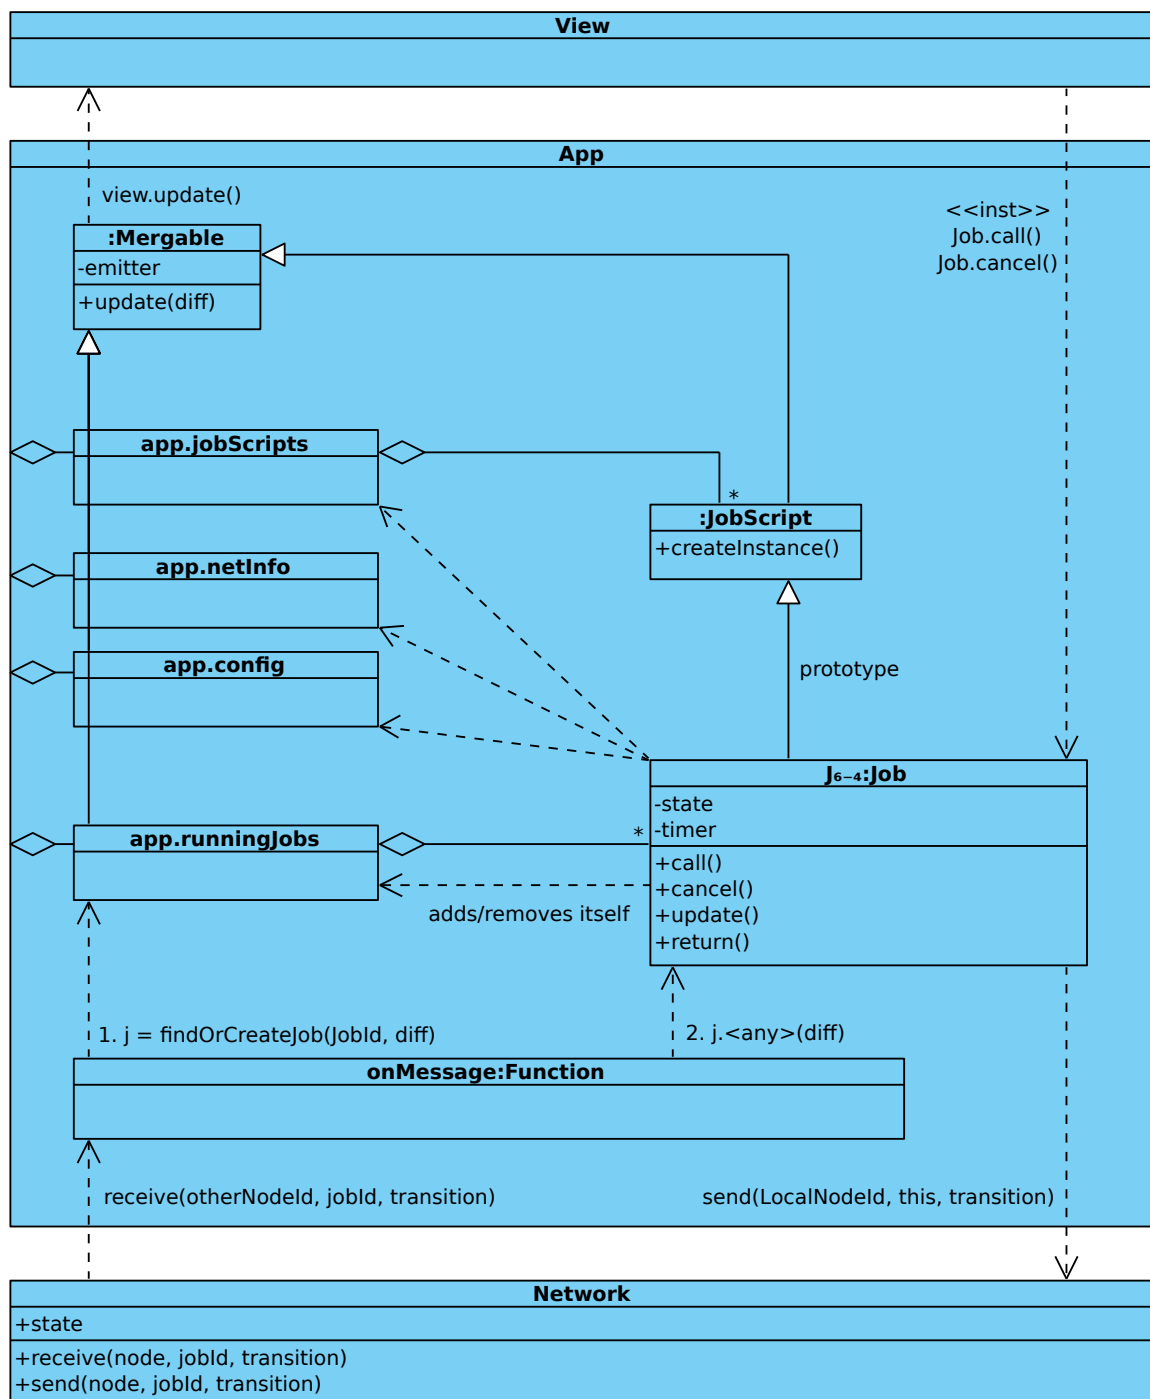 View
App
view.update()
<<inst>>
Job.call()
Job.cancel()
:Mergable
-emitter
+update(diff)
app.jobScripts
*
:JobScript
+createInstance()
app.netInfo
app.config
prototype
J₆₋₄:Job
-state
-timer
+call()
+cancel()
+update()
+return()
app.runningJobs
*
adds/removes itself
1. j = findOrCreateJob(JobId, diff)
2. j.<any>(diff)
onMessage:Function
receive(otherNodeId, jobId, transition)
send(LocalNodeId, this, transition)
Network
+state
+receive(node, jobId, transition)
+send(node, jobId, transition)